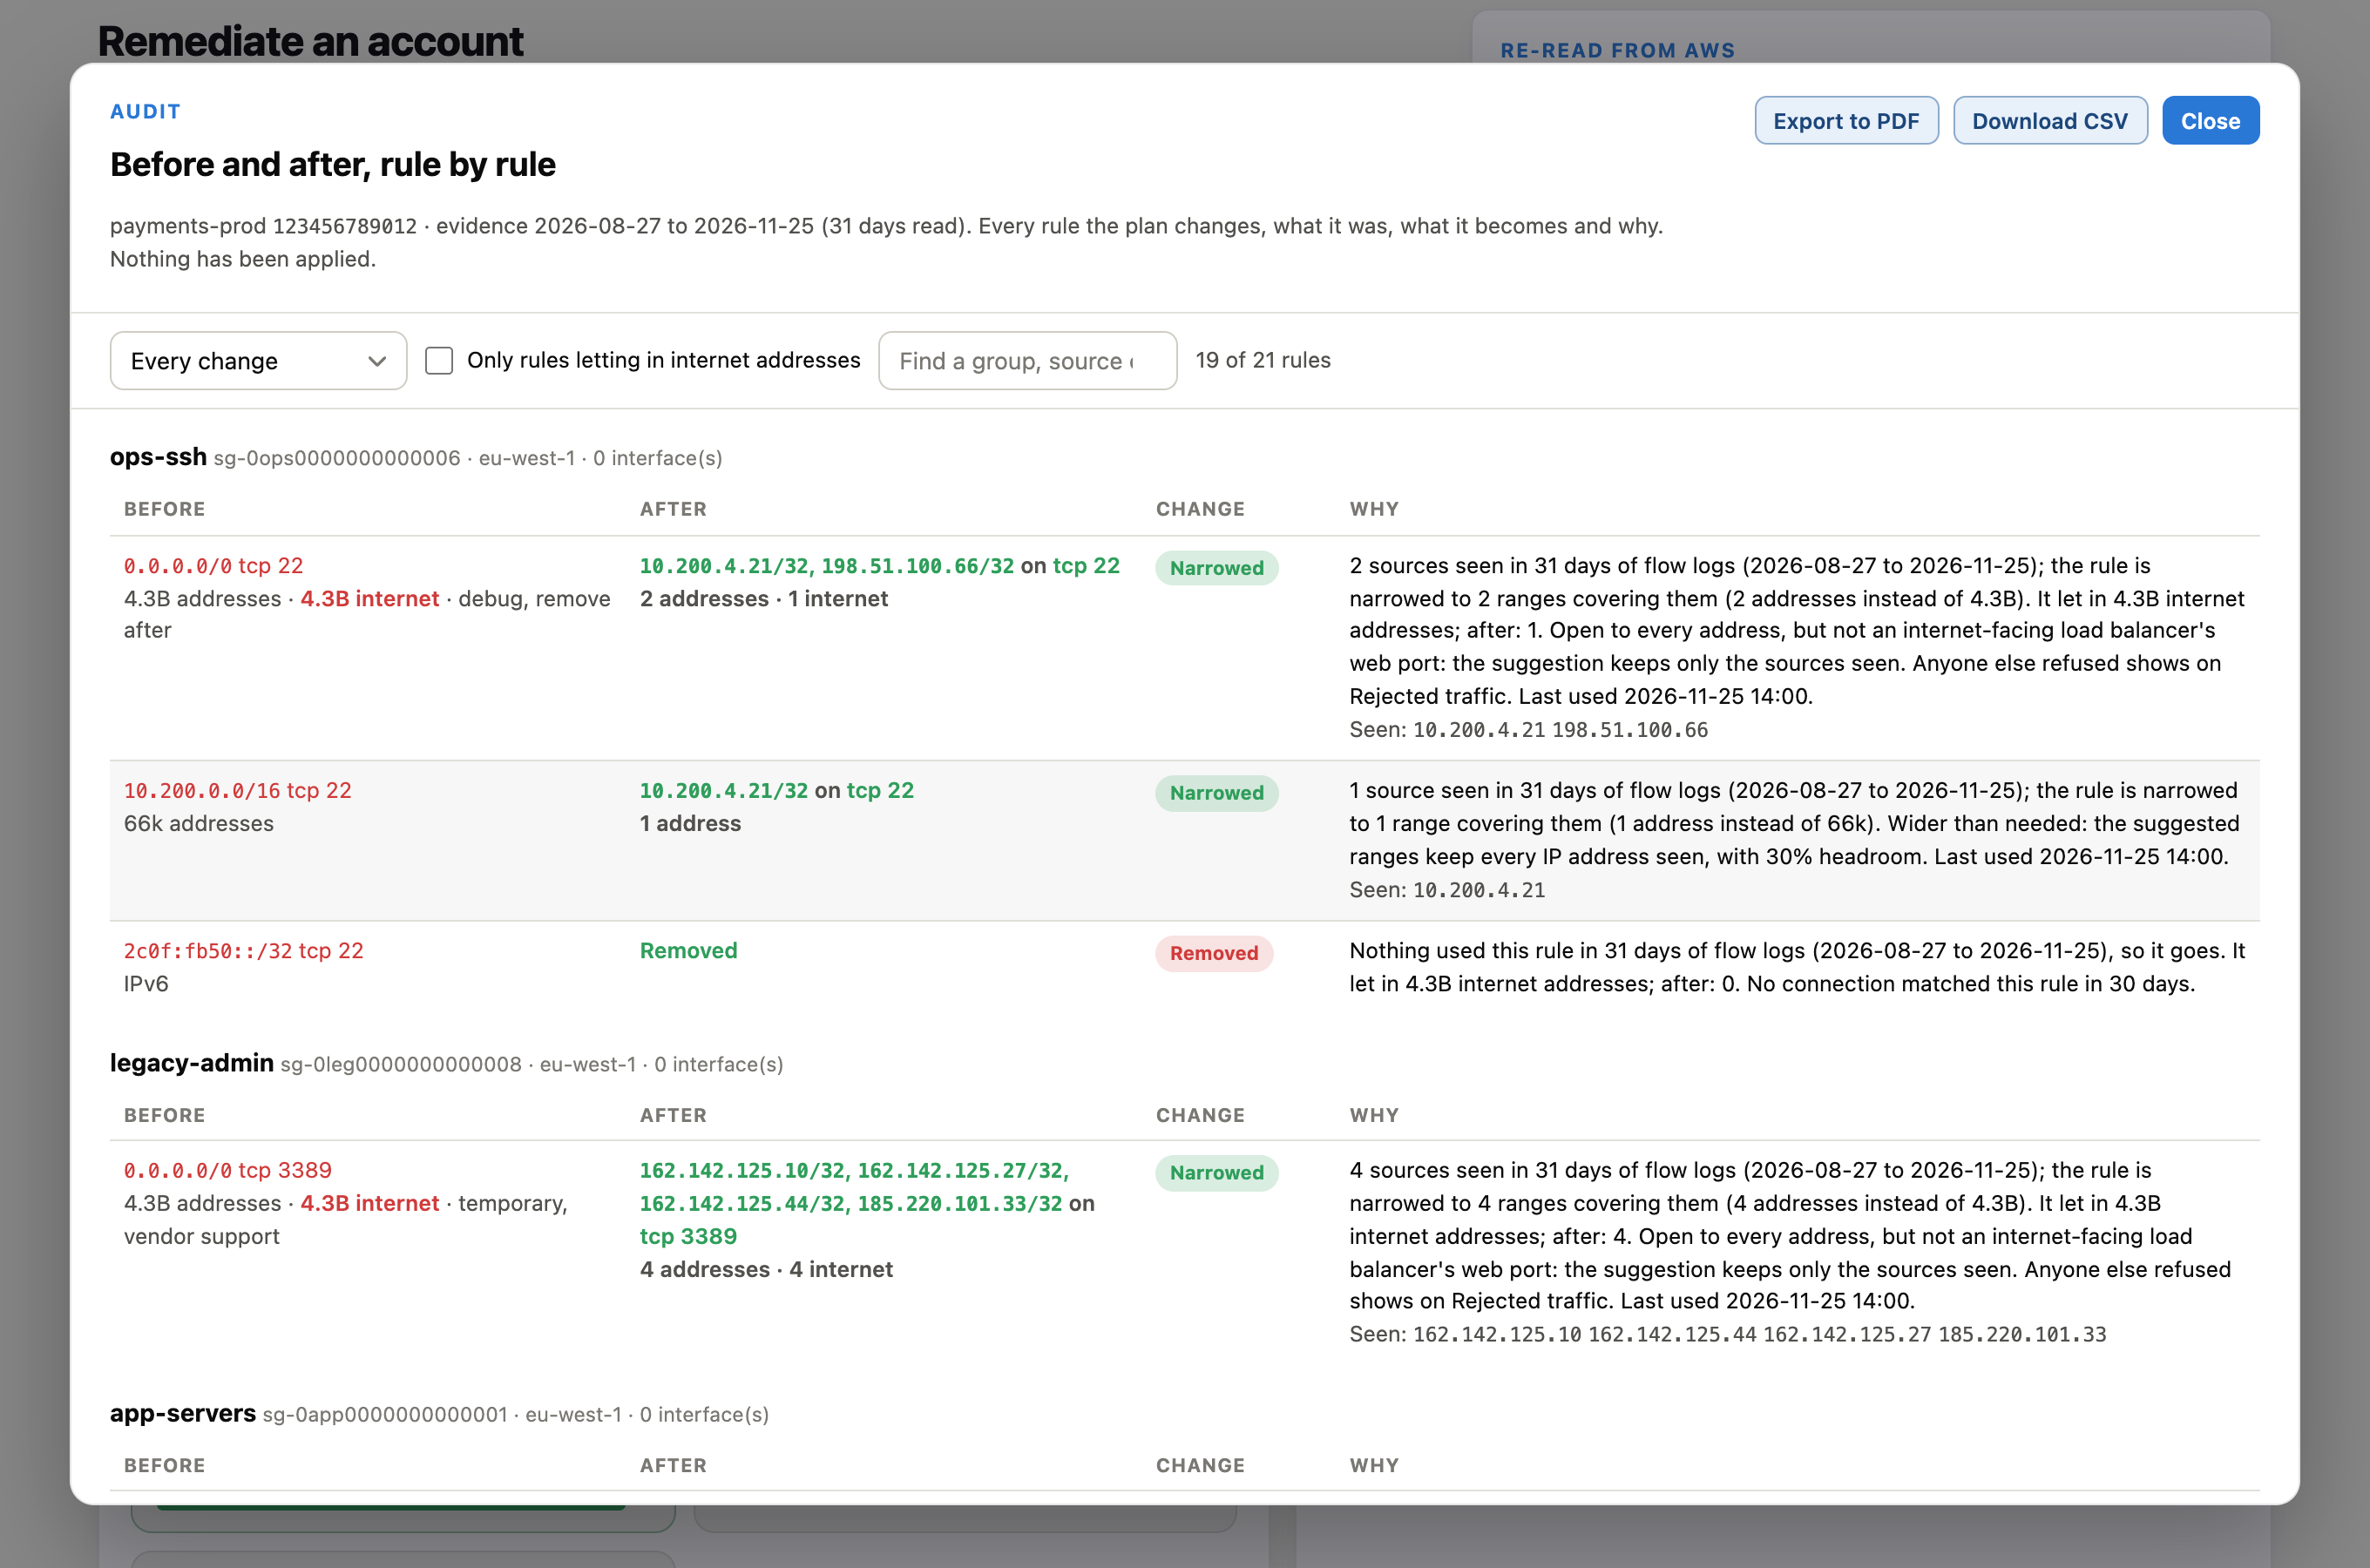 Remediate an account
RE-READ FROM AWS
AUDIT
Export to PDF
Download CSV
Close
Before and after, rule by rule
payments-prod 123456789012 · evidence 2026-08-27 to 2026-11-25 (31 days read). Every rule the plan changes, what it was, what it becomes and why.
Nothing has been applied.
Every change
Only rules letting in internet addresses
Find a group, source
19 of 21 rules
ops-ssh sg-0ops0000000000006 · eu-west-1 · 0 interface(s)
BEFORE
AFTER
CHANGE
WHY
0.0.0.0/0 tcp 22
4.3B addresses · 4.3B internet · debug, remove
after
10.200.4.21/32, 198.51.100.66/32 on tcp 22
2 addresses · 1 internet
Narrowed
2 sources seen in 31 days of flow logs (2026-08-27 to 2026-11-25); the rule is
narrowed to 2 ranges covering them (2 addresses instead of 4.3B). It let in 4.3B internet
addresses; after: 1. Open to every address, but not an internet-facing load balancer's
web port: the suggestion keeps only the sources seen. Anyone else refused shows on
Rejected traffic. Last used 2026-11-25 14:00.
Seen: 10.200.4.21 198.51.100.66
10.200.0.0/16 tcp 22
66k addresses
10.200.4.21/32 on tcp 22
1 address
Narrowed
1 source seen in 31 days of flow logs (2026-08-27 to 2026-11-25); the rule is narrowed
to 1 range covering them (1 address instead of 66k). Wider than needed: the suggested
ranges keep every IP address seen, with 30% headroom. Last used 2026-11-25 14:00.
Seen: 10.200.4.21
2c0f:fb50::/32 tcp 22
IPv6
Removed
Removed
Nothing used this rule in 31 days of flow logs (2026-08-27 to 2026-11-25), so it goes. It
let in 4.3B internet addresses; after: 0. No connection matched this rule in 30 days.
legacy-admin sg-0leg0000000000008 · eu-west-1 · 0 interface(s)
BEFORE
AFTER
CHANGE
WHY
0.0.0.0/0 tcp 3389
4.3B addresses · 4.3B internet · temporary,
vendor support
162.142.125.10/32, 162.142.125.27/32,
162.142.125.44/32, 185.220.101.33/32 on
tcp 3389
4 addresses · 4 internet
Narrowed
4 sources seen in 31 days of flow logs (2026-08-27 to 2026-11-25); the rule is
narrowed to 4 ranges covering them (4 addresses instead of 4.3B). It let in 4.3B
internet addresses; after: 4. Open to every address, but not an internet-facing load
balancer's web port: the suggestion keeps only the sources seen. Anyone else refused
shows on Rejected traffic. Last used 2026-11-25 14:00.
Seen: 162.142.125.10 162.142.125.44 162.142.125.27 185.220.101.33
app-servers sg-0app0000000000001 · eu-west-1 · 0 interface(s)
BEFORE
AFTER
CHANGE
WHY